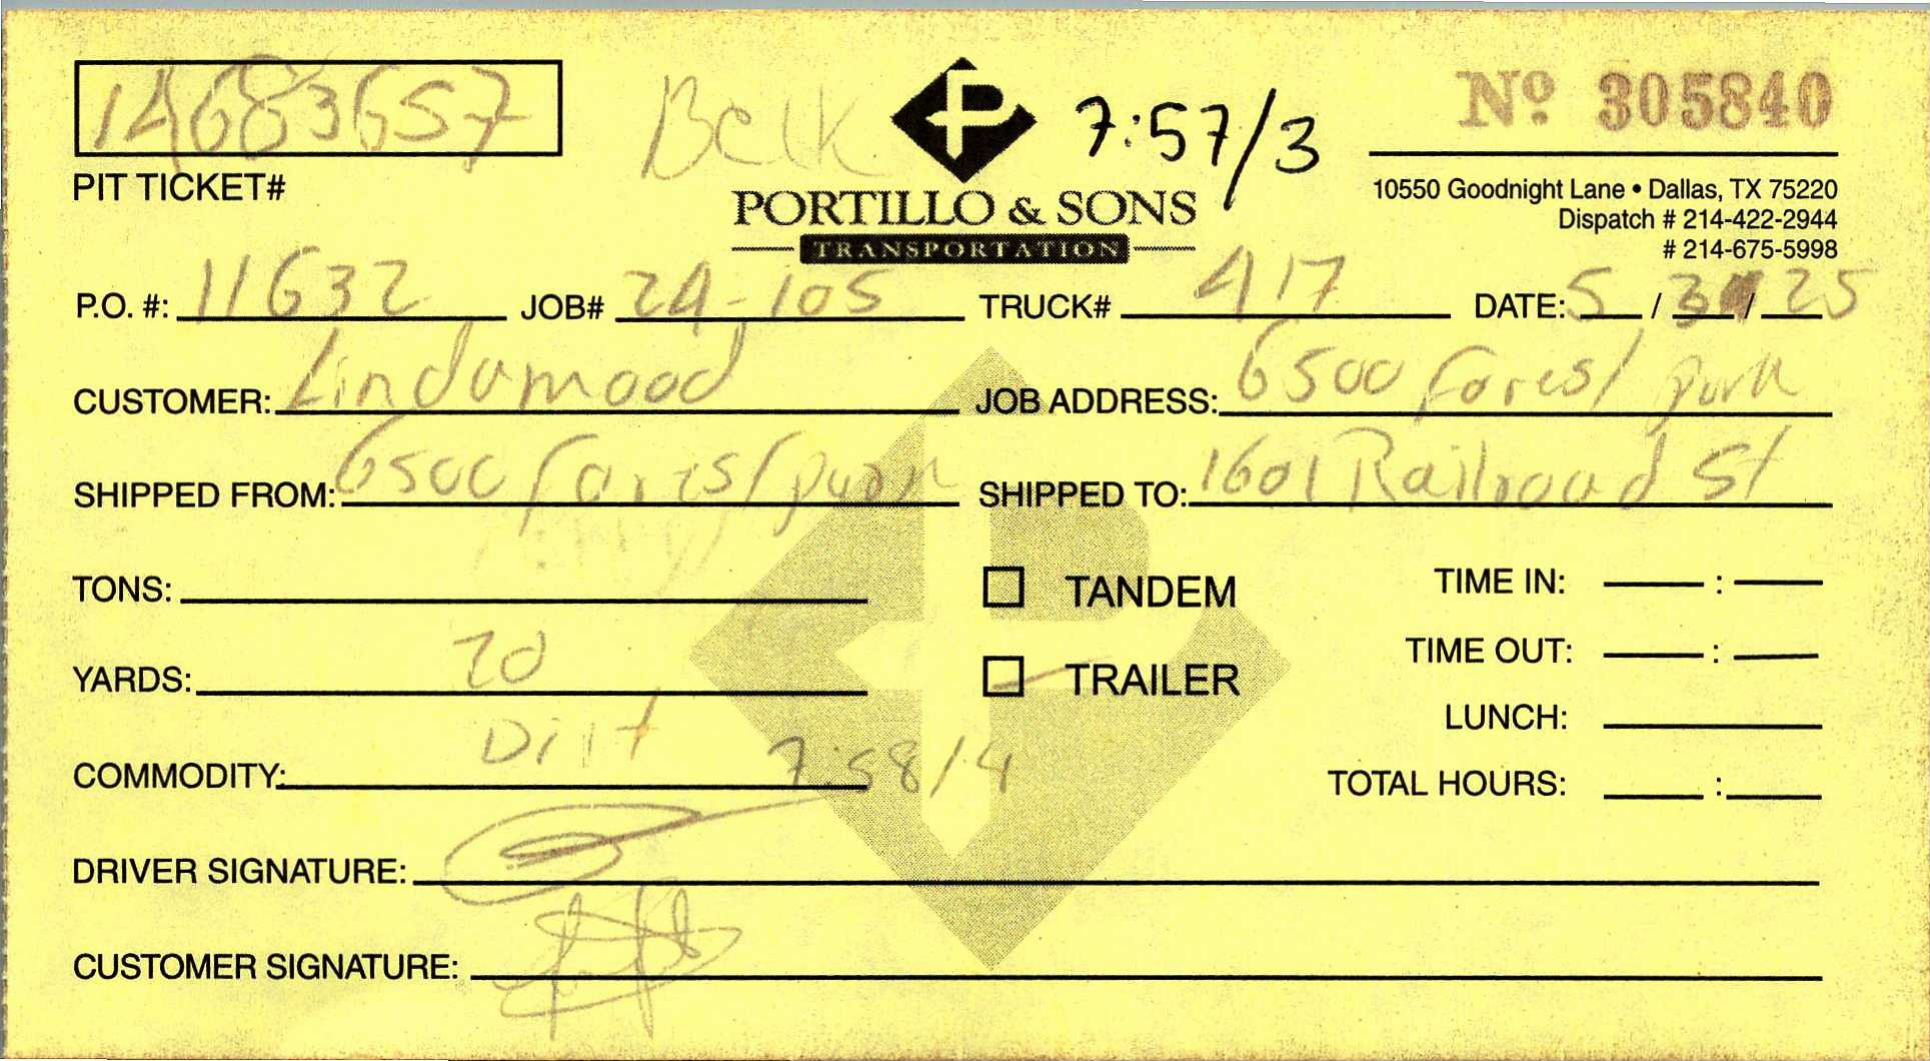 14683657 Belk 7:57/3 Nº 305840
PIT TICKET#
PORTILLO & SONS
TRANSPORTATION
10550 Goodnight Lane • Dallas, TX 75220
Dispatch # 214-422-2944
# 214-675-5998
P.O. #: 11632 JOB# 24-105 TRUCK# 417 DATE: 5 / 3 / 25
CUSTOMER: Lindamood JOB ADDRESS: 6500 Forest park
SHIPPED FROM: 6500 Forest park SHIPPED TO: 1601 Railroad St
TONS: TANDEM TIME IN: :
YARDS: 20 TRAILER TIME OUT: :
LUNCH:
COMMODITY: Dirt 7:58/4 TOTAL HOURS: :
DRIVER SIGNATURE:
CUSTOMER SIGNATURE: